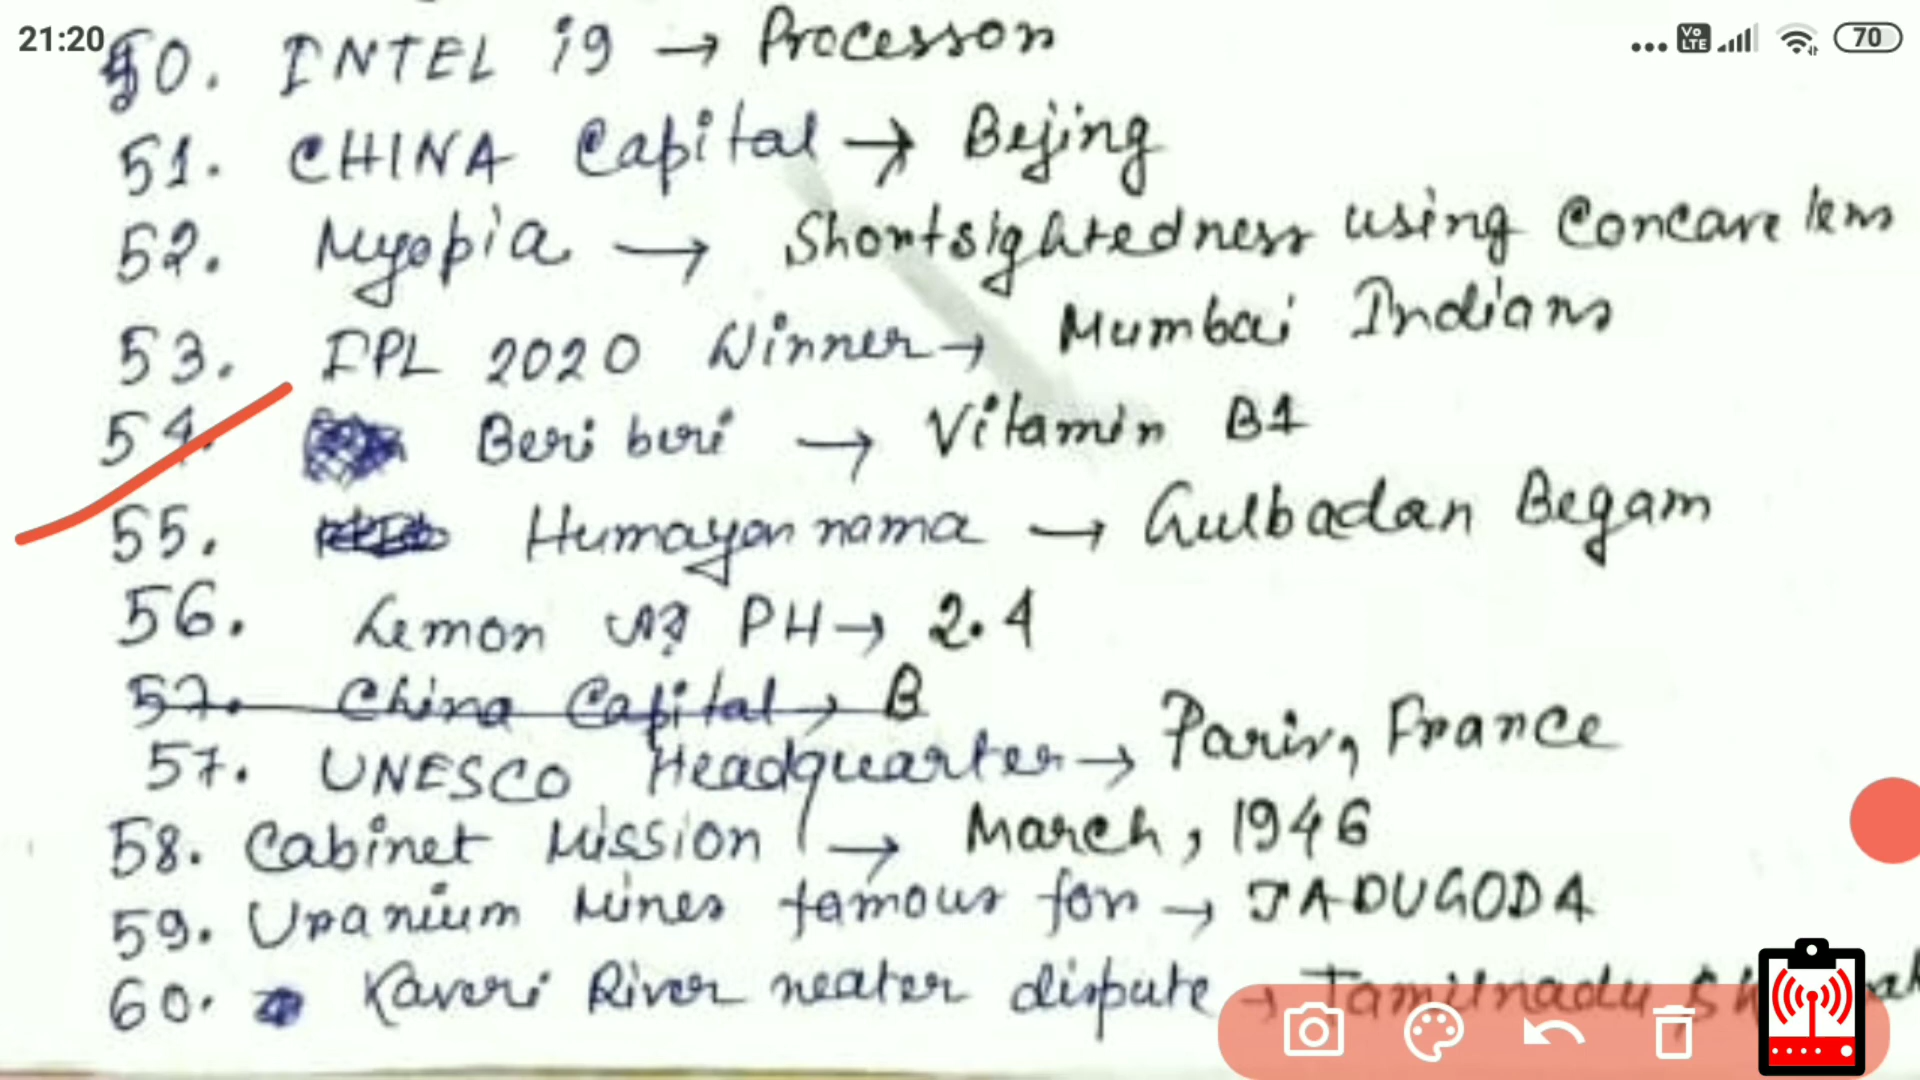 21:20
VoLTE
70
50. INTEL i9 → Processor
51. CHINA Capital → Bejing
52. Myopia → Shortsightedness using Concave lens
53. IPL 2020 Winner → Mumbai Indians
54. Beri beri → Vitamin B1
55. Humayon nama → Gulbadan Begam
56. Lemon এর PH → 2.4
57. China Capital → B
57. UNESCO Headquarter → Paris, France
58. Cabinet Mission → March, 1946
59. Uranium Mines famous for → JADUGODA
60. Kaveri River water dispute → Tamilnadu &